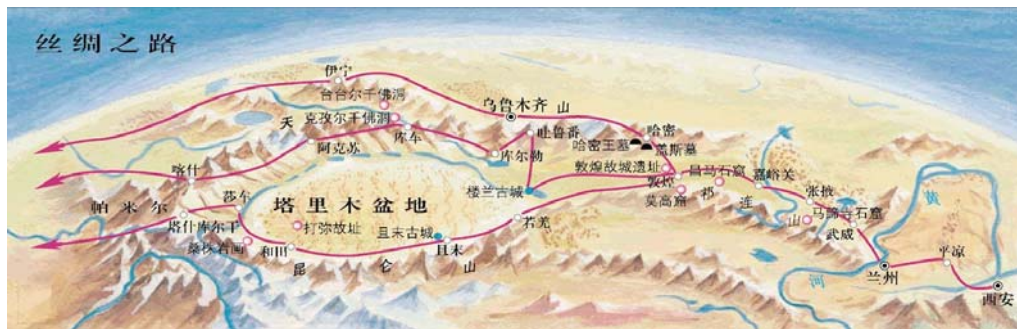 丝绸之路
伊宁
台台尔千佛洞
乌鲁木齐
山
天
克孜尔千佛洞
库车
吐鲁番
哈密
哈密王墓
盖斯墓
阿克苏
库尔勒
敦煌故城遗址
昌马石窟
嘉峪关
喀什
楼兰古城
敦煌
祁
张掖
黄
莎车
莫高窟
连
帕米尔
塔里木盆地
山
马蹄寺石窟
塔什库尔干
打弥故址
且末古城
若羌
武威
桑株岩画
和田
且末
平凉
昆
仑
山
河
兰州
西安